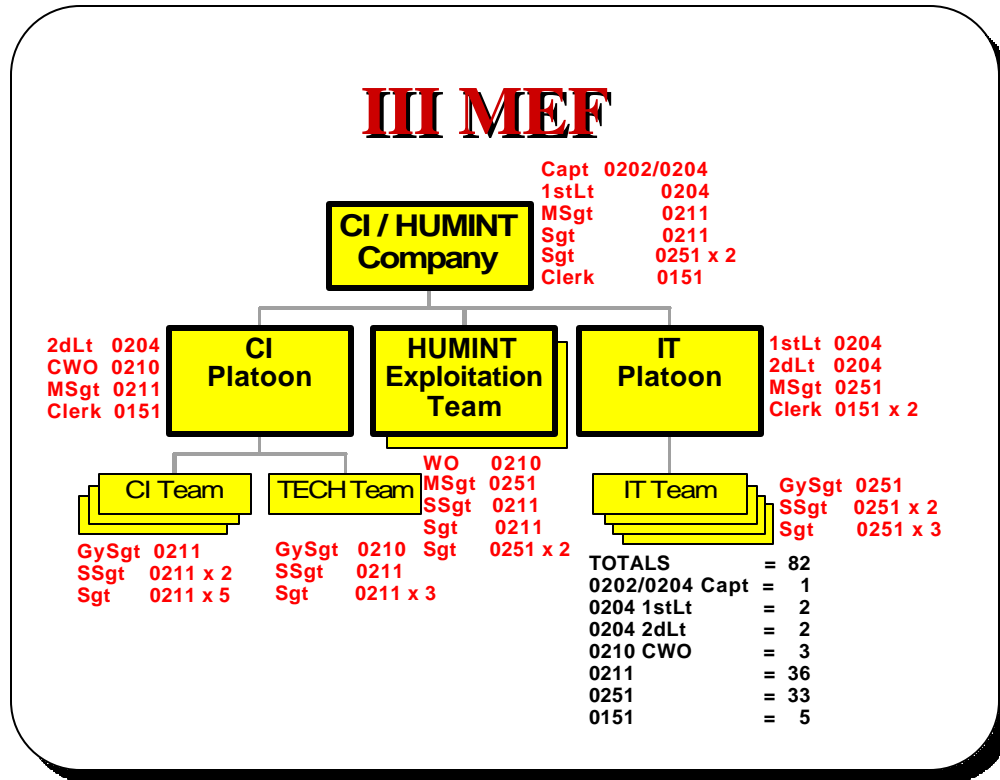 III MEF
Capt 0202/0204
1stLt 0204
MSgt 0211
Sgt 0211
Sgt 0251 x 2
Clerk 0151
CI / HUMINT
Company
2dLt 0204
CWO 0210
MSgt 0211
Clerk 0151
CI
Platoon
HUMINT
Exploitation
Team
IT
Platoon
1stLt 0204
2dLt 0204
MSgt 0251
Clerk 0151 x 2
CI Team
GySgt 0211
SSgt 0211 x 2
Sgt 0211 x 5
TECH Team
GySgt 0210
SSgt 0211
Sgt 0211 x 3
WO 0210
MSgt 0251
SSgt 0211
Sgt 0211
Sgt 0251 x 2
IT Team
GySgt 0251
SSgt 0251 x 2
Sgt 0251 x 3
TOTALS = 82
0202/0204 Capt = 1
0204 1stLt = 2
0204 2dLt = 2
0210 CWO = 3
0211 = 36
0251 = 33
0151 = 5